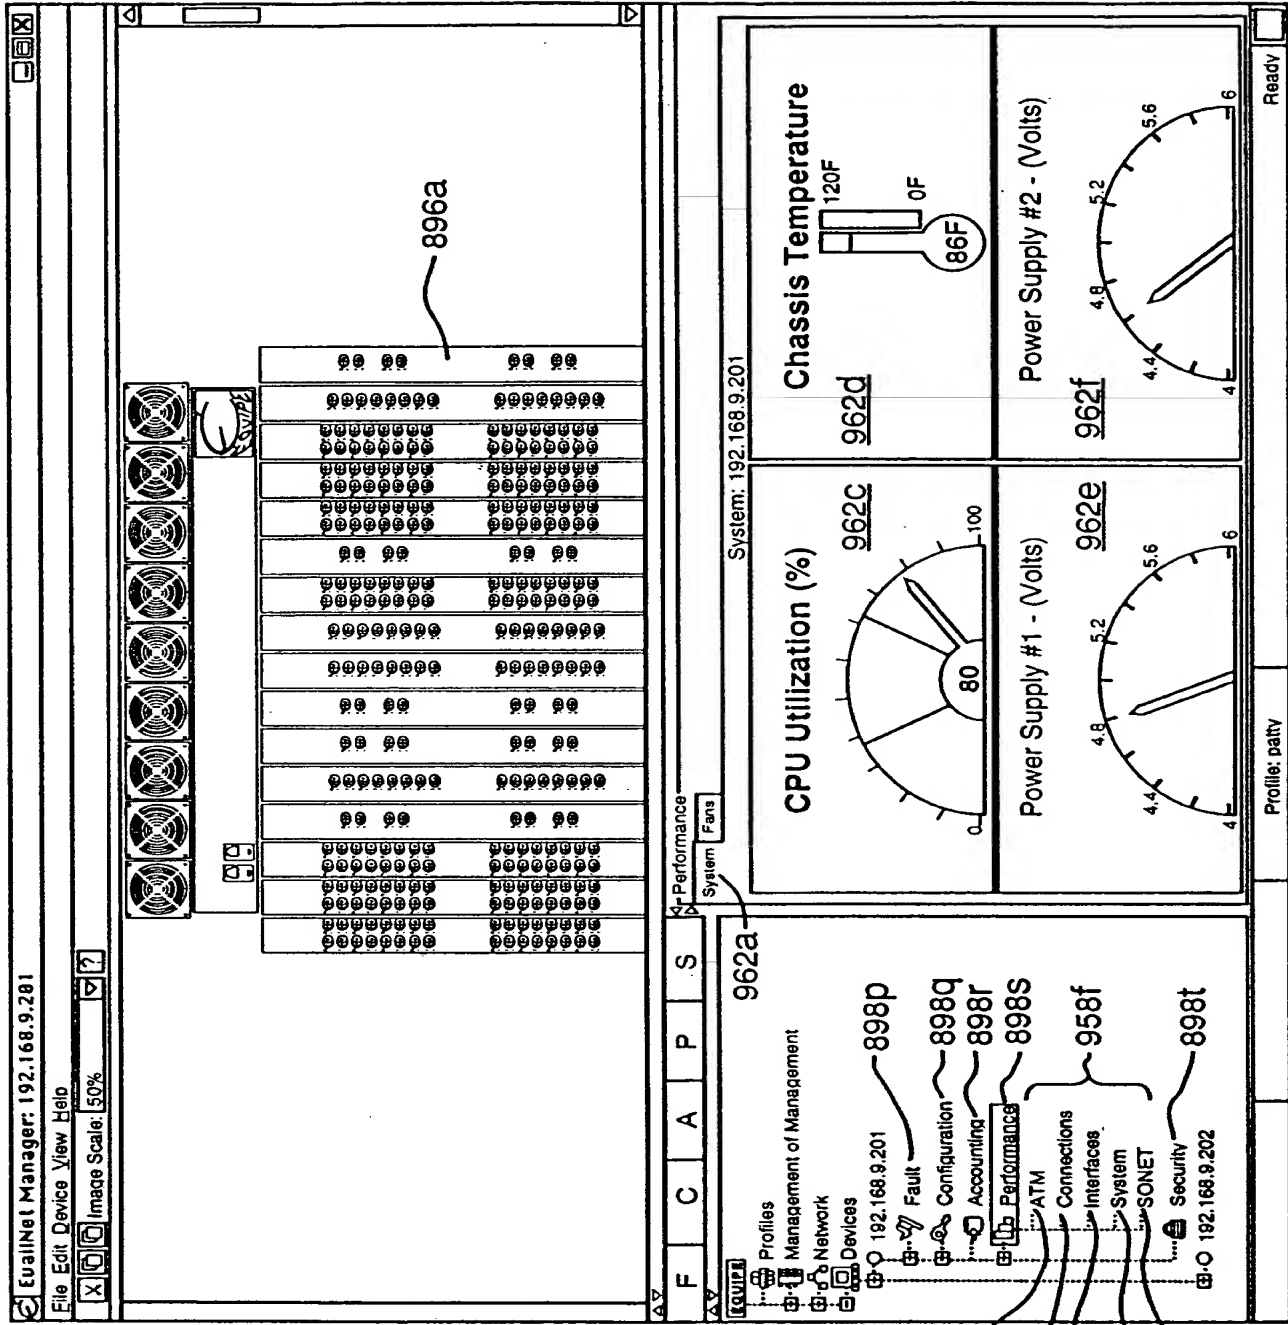 EvallNet Manager: 192.168.9.201
File Edit Device View Help
X Image Scale: 50% ?
EQUIPE
896a
F C A P S
EQUIPE
Profiles
Management of Management
Network
Devices
192.168.9.201
898p
Fault
Configuration
898q
Accounting
898r
Performance
898s
ATM
Connections
Interfaces
958f
System
SONET
Security
898t
192.168.9.202
962a
Performance
System Fans
System: 192.168.9.201
CPU Utilization (%)
962c
0
80
100
Chassis Temperature
962d
120F
0F
86F
Power Supply #1 - (Volts)
962e
4
4.4
4.8
5.2
5.6
6
Power Supply #2 - (Volts)
962f
4
4.4
4.8
5.2
5.6
6
Profile: patty
Ready